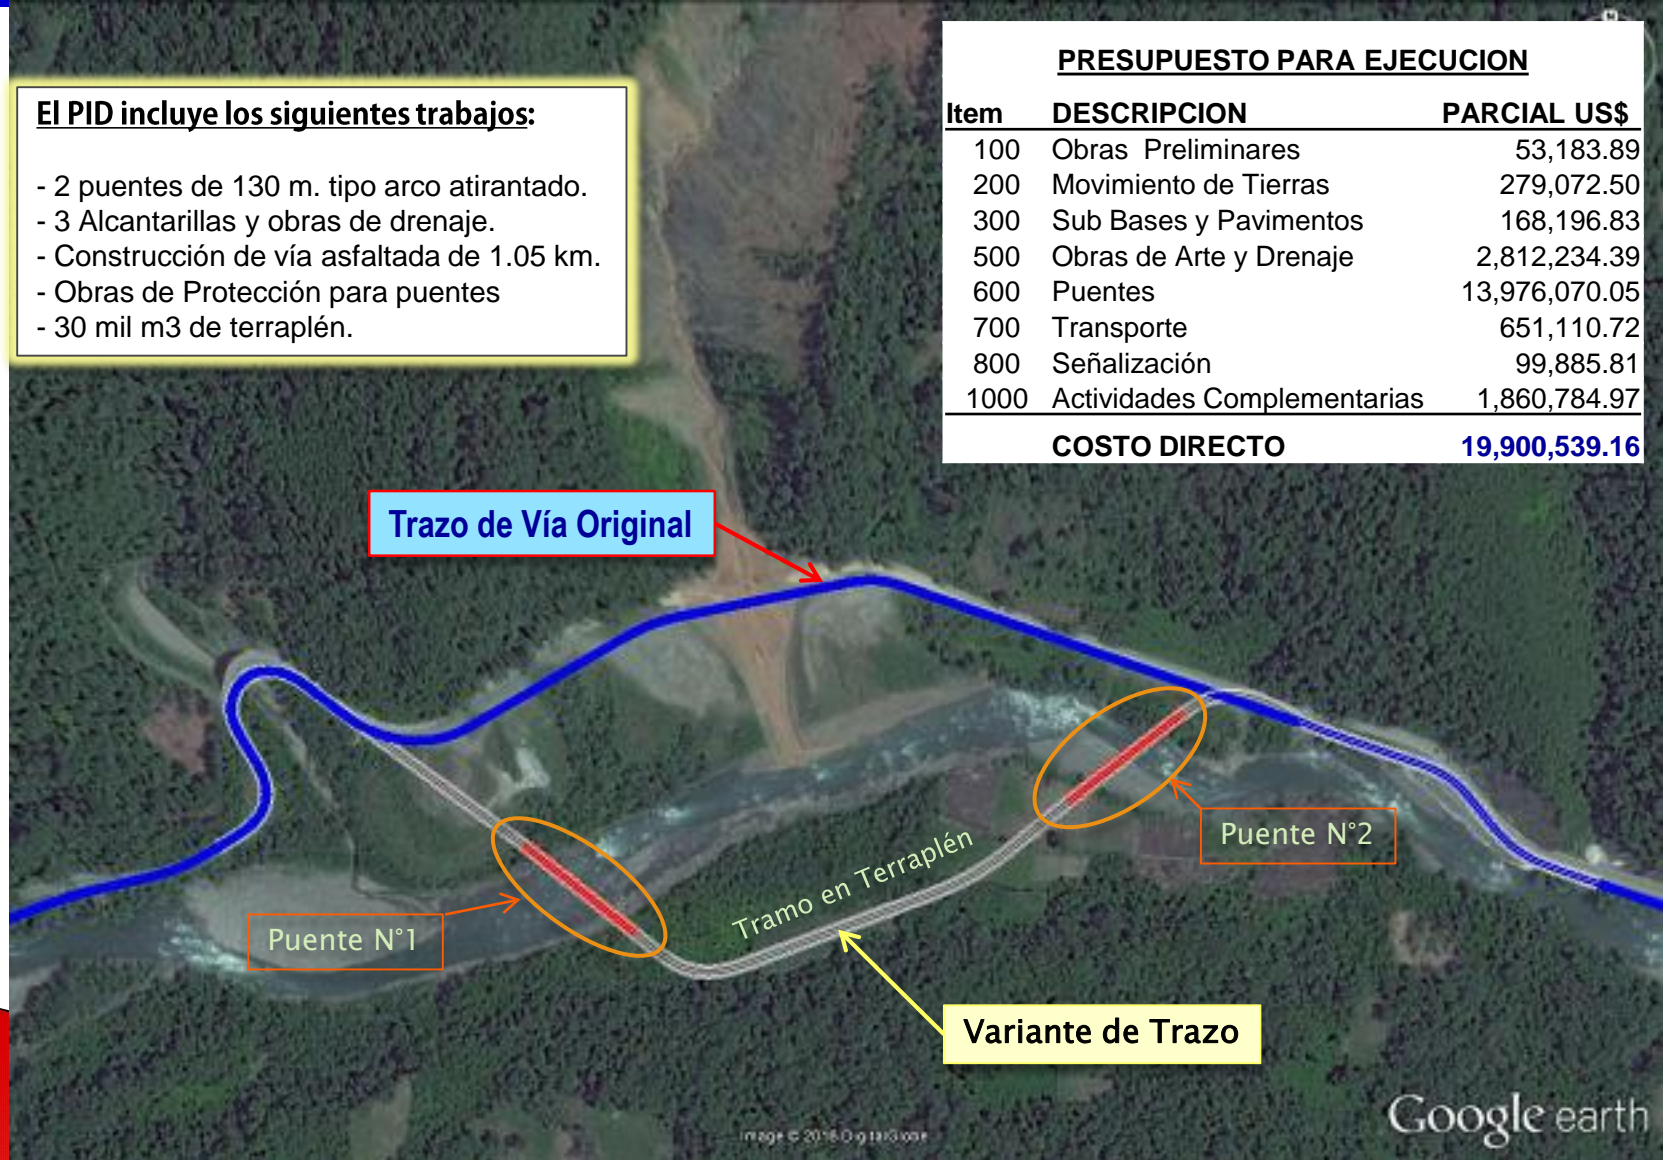 El PID incluye los siguientes trabajos:
- 2 puentes de 130 m. tipo arco atirantado.
- 3 Alcantarillas y obras de drenaje.
- Construcción de vía asfaltada de 1.05 km.
- Obras de Protección para puentes
- 30 mil m3 de terraplén.
PRESUPUESTO PARA EJECUCION
Item DESCRIPCION PARCIAL US$
100 Obras Preliminares 53,183.89
200 Movimiento de Tierras 279,072.50
300 Sub Bases y Pavimentos 168,196.83
500 Obras de Arte y Drenaje 2,812,234.39
600 Puentes 13,976,070.05
700 Transporte 651,110.72
800 Señalización 99,885.81
1000 Actividades Complementarias 1,860,784.97
COSTO DIRECTO 19,900,539.16
Trazo de Vía Original
Puente N°2
Tramo en Terraplén
Puente N°1
Variante de Trazo
Google earth
Image © 2016 DigitalGlobe